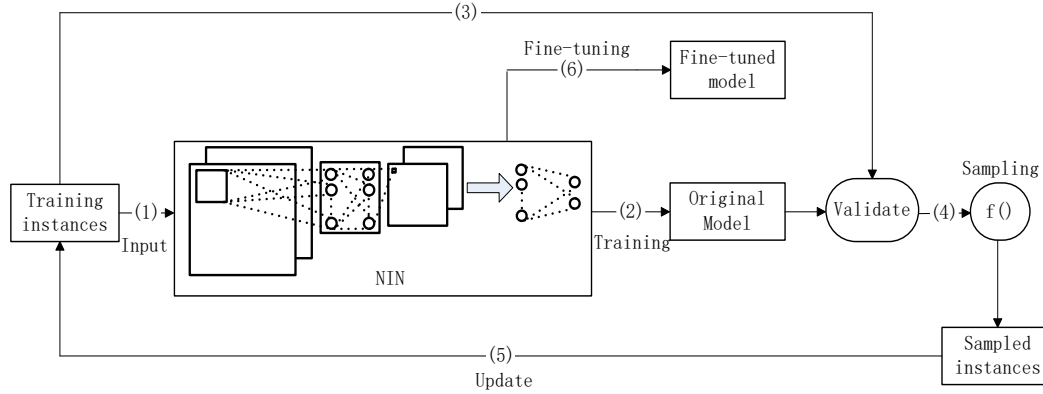 (3)
Fine-tuning
(6)
Fine-tuned
model
Training
instances
(1)
Input
NIN
(2)
Training
Original
Model
Validate
(4)
Sampling
f()
Sampled
instances
(5)
Update